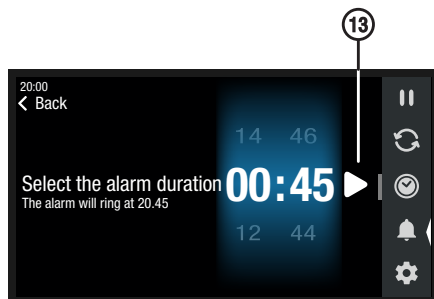 13
20:00
Back
14 46
Select the alarm duration 00:45
The alarm will ring at 20.45
12 44